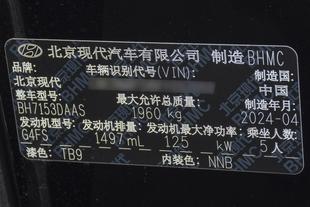 北京现代汽车有限公司 制造 BHMC
品牌: 车辆识别代号(VIN): 制造国:
北京现代 中国
整车型号: 最大允许总质量: 制造年月:
BH7153DAAS 1960 kg 2024-04
发动机型号: 发动机排量: 发动机最大净功率: 乘坐人数:
G4FS 1497mL 125 kW 5人
漆色: TB9 内装色: NNB